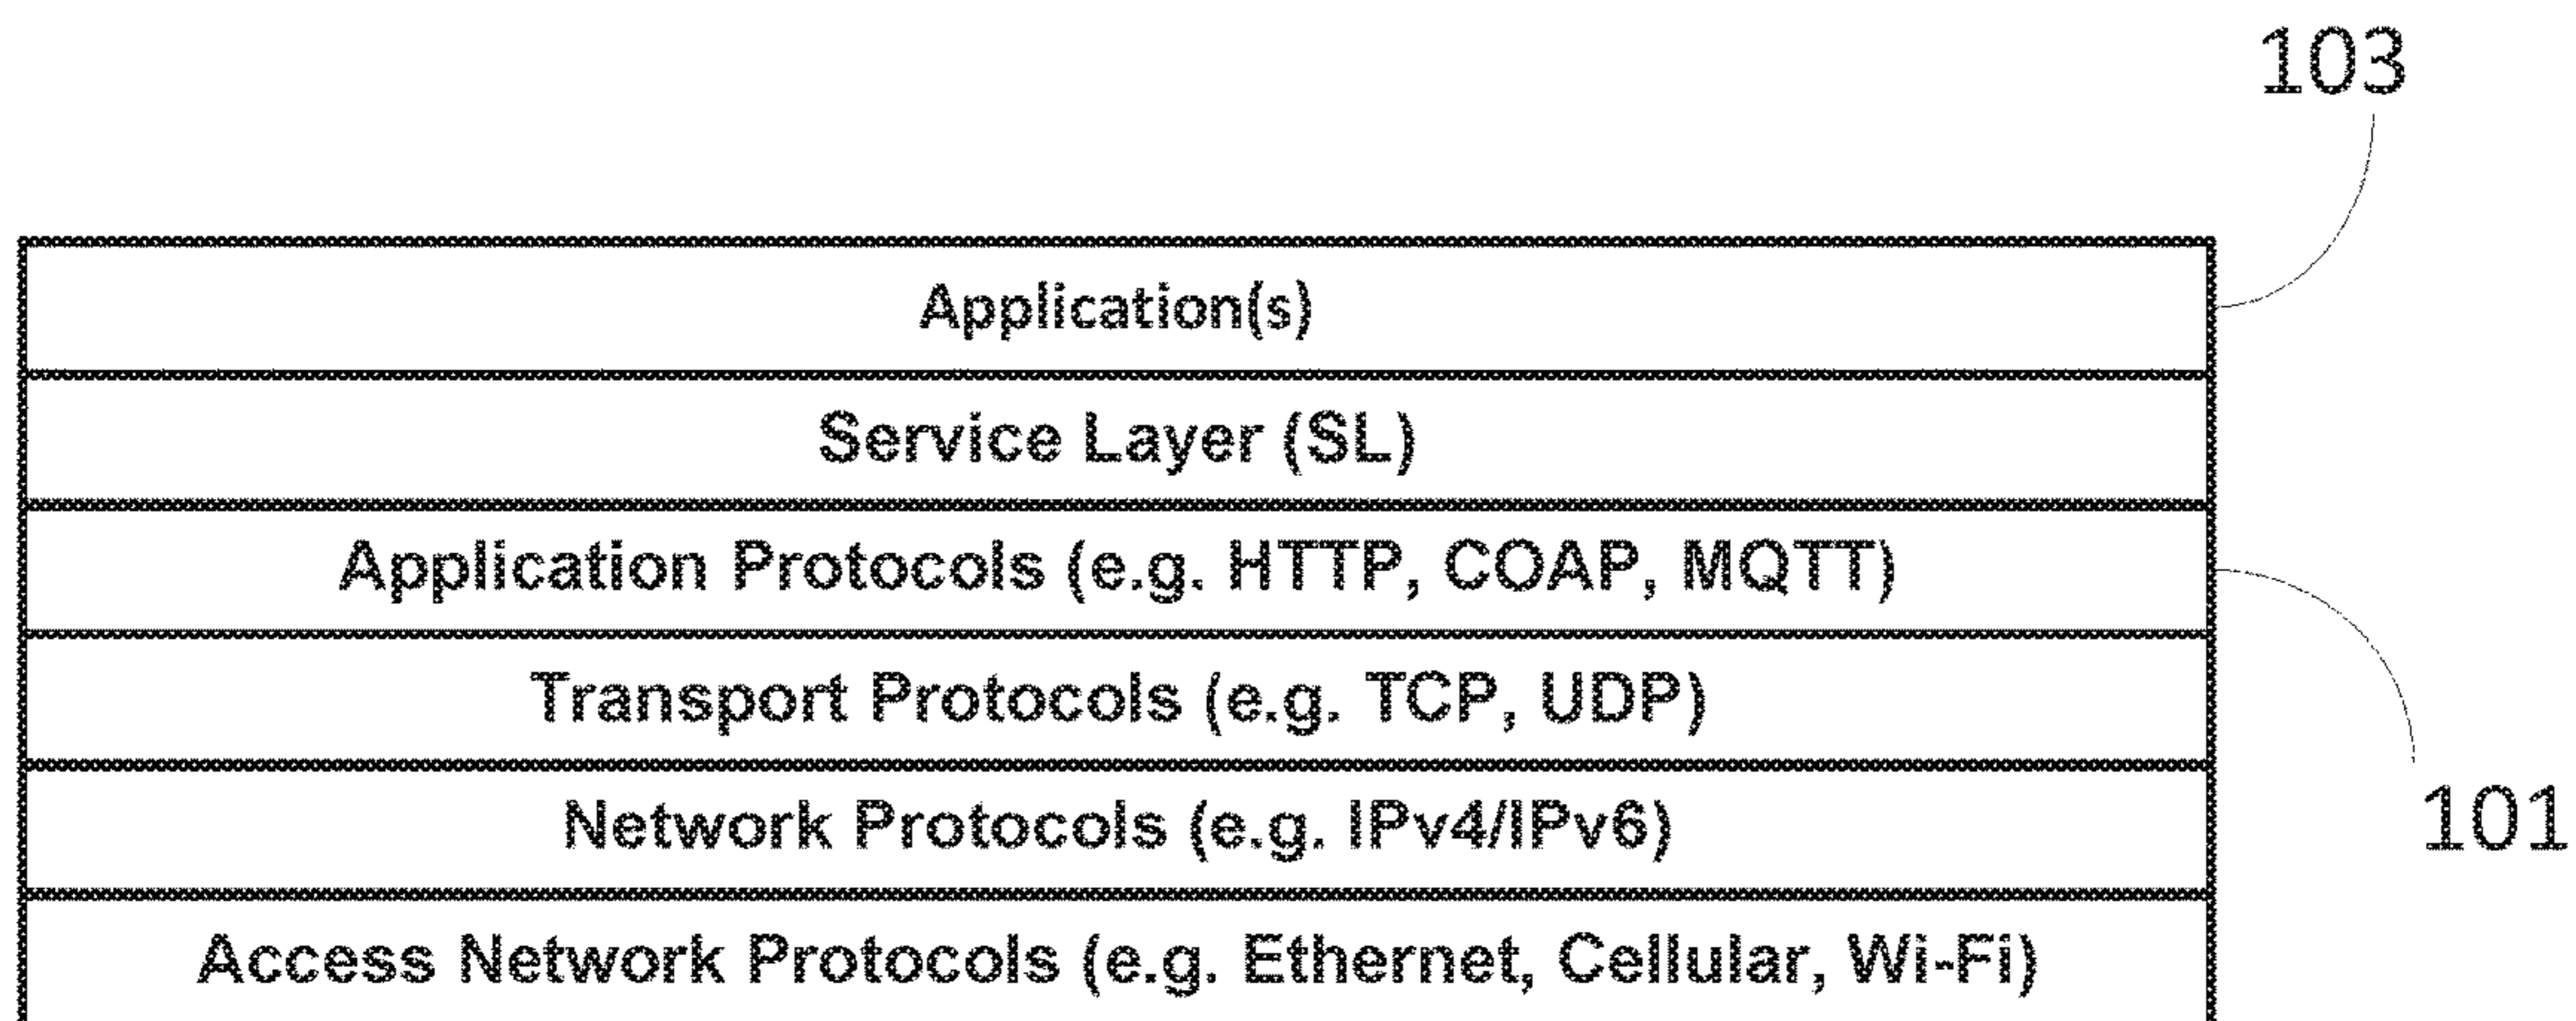 103
Application(s)
Service Layer (SL)
Application Protocols (e.g. HTTP, COAP, MQTT)
Transport Protocols (e.g. TCP, UDP)
Network Protocols (e.g. IPv4/IPv6)
101
Access Network Protocols (e.g. Ethernet, Cellular, Wi-Fi)